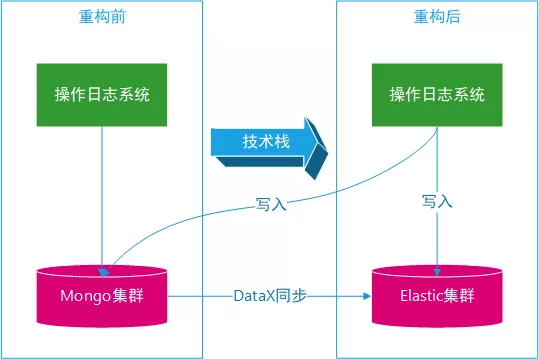 重构前
重构后
操作日志系统
操作日志系统
技术栈
写入
写入
Mongo集群
DataX同步
Elastic集群